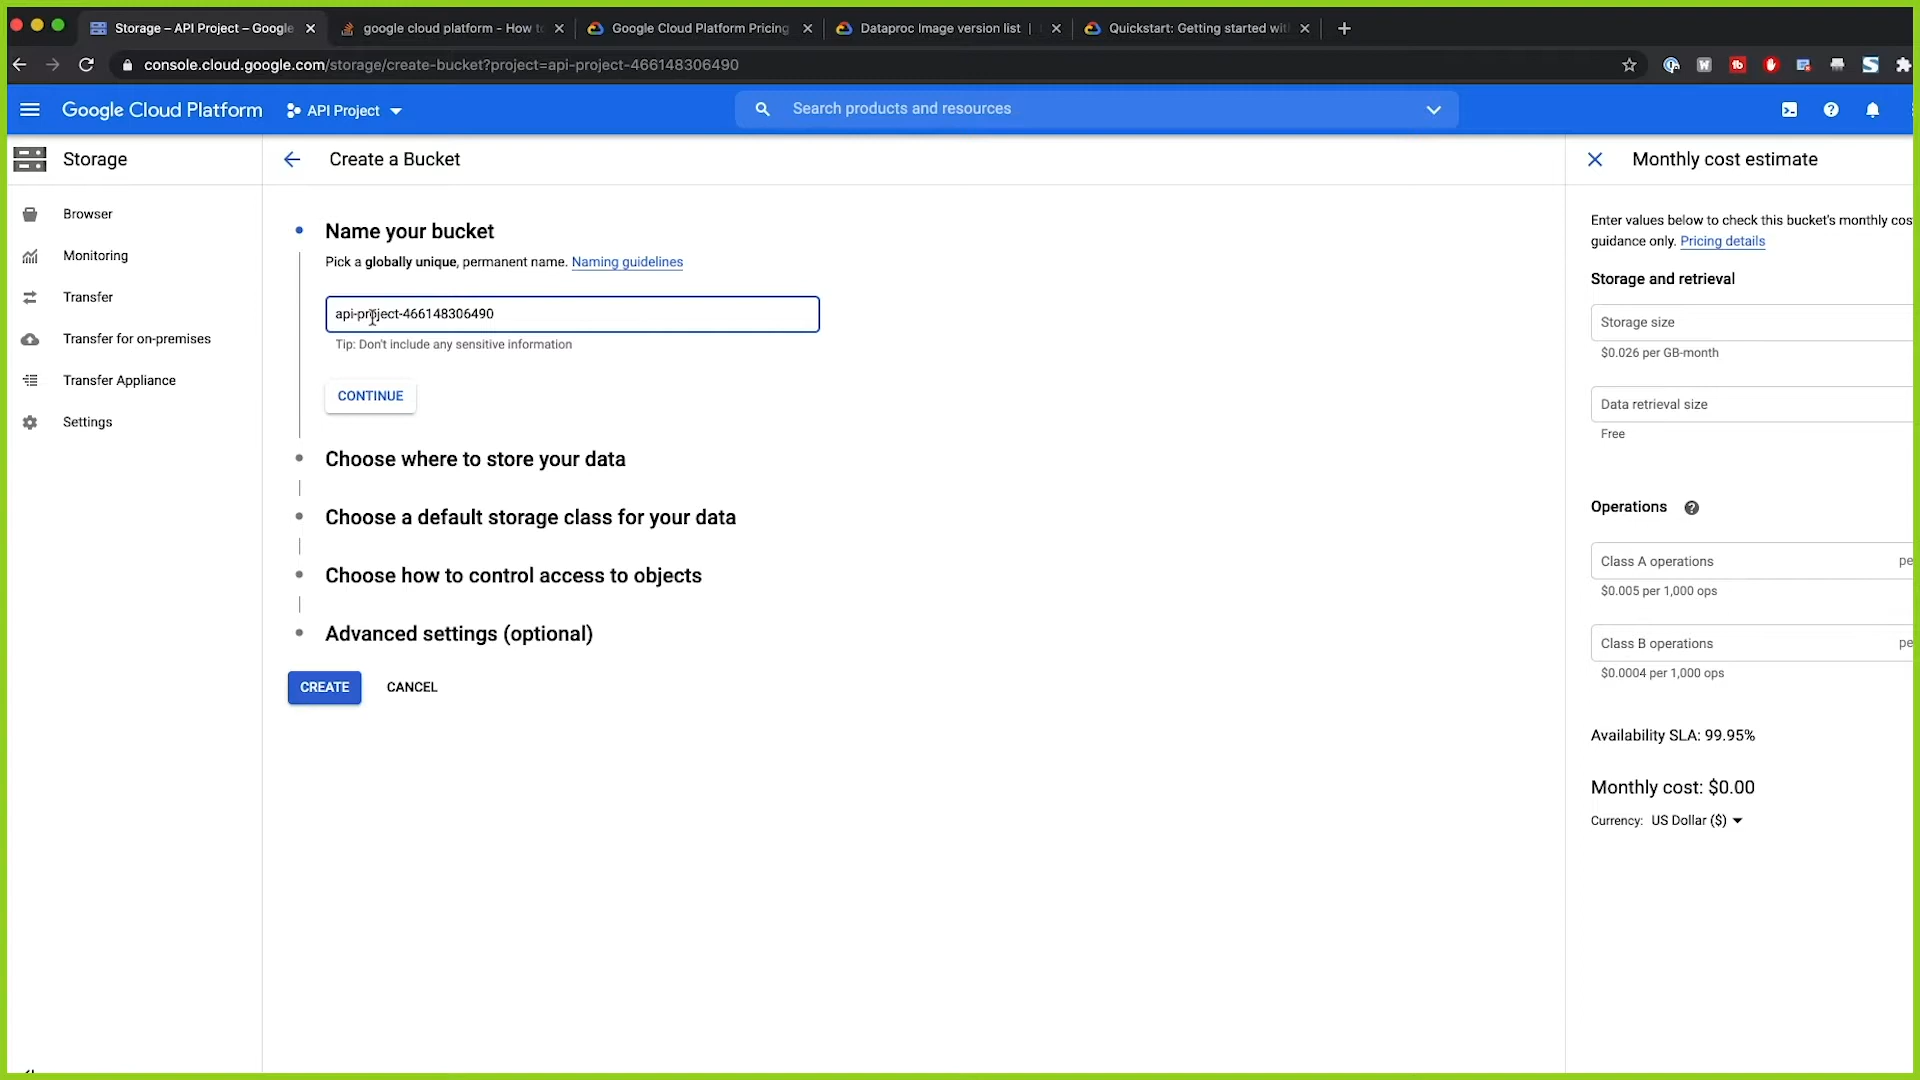 Storage – API Project – Google
google cloud platform - How to
Google Cloud Platform Pricing
Dataproc Image version list |
Quickstart: Getting started with
console.cloud.google.com/storage/create-bucket?project=api-project-466148306490
Google Cloud Platform
API Project
Search products and resources
Storage
Browser
Monitoring
Transfer
Transfer for on-premises
Transfer Appliance
Settings
Create a Bucket
Name your bucket
Pick a globally unique, permanent name. Naming guidelines
api-project-466148306490
Tip: Don't include any sensitive information
CONTINUE
Choose where to store your data
Choose a default storage class for your data
Choose how to control access to objects
Advanced settings (optional)
CREATE CANCEL
Monthly cost estimate
Enter values below to check this bucket's monthly cos
guidance only. Pricing details
Storage and retrieval
Storage size
$0.026 per GB-month
Data retrieval size
Free
Operations
Class A operations pe
$0.005 per 1,000 ops
Class B operations pe
$0.0004 per 1,000 ops
Availability SLA: 99.95%
Monthly cost: $0.00
Currency: US Dollar ($)